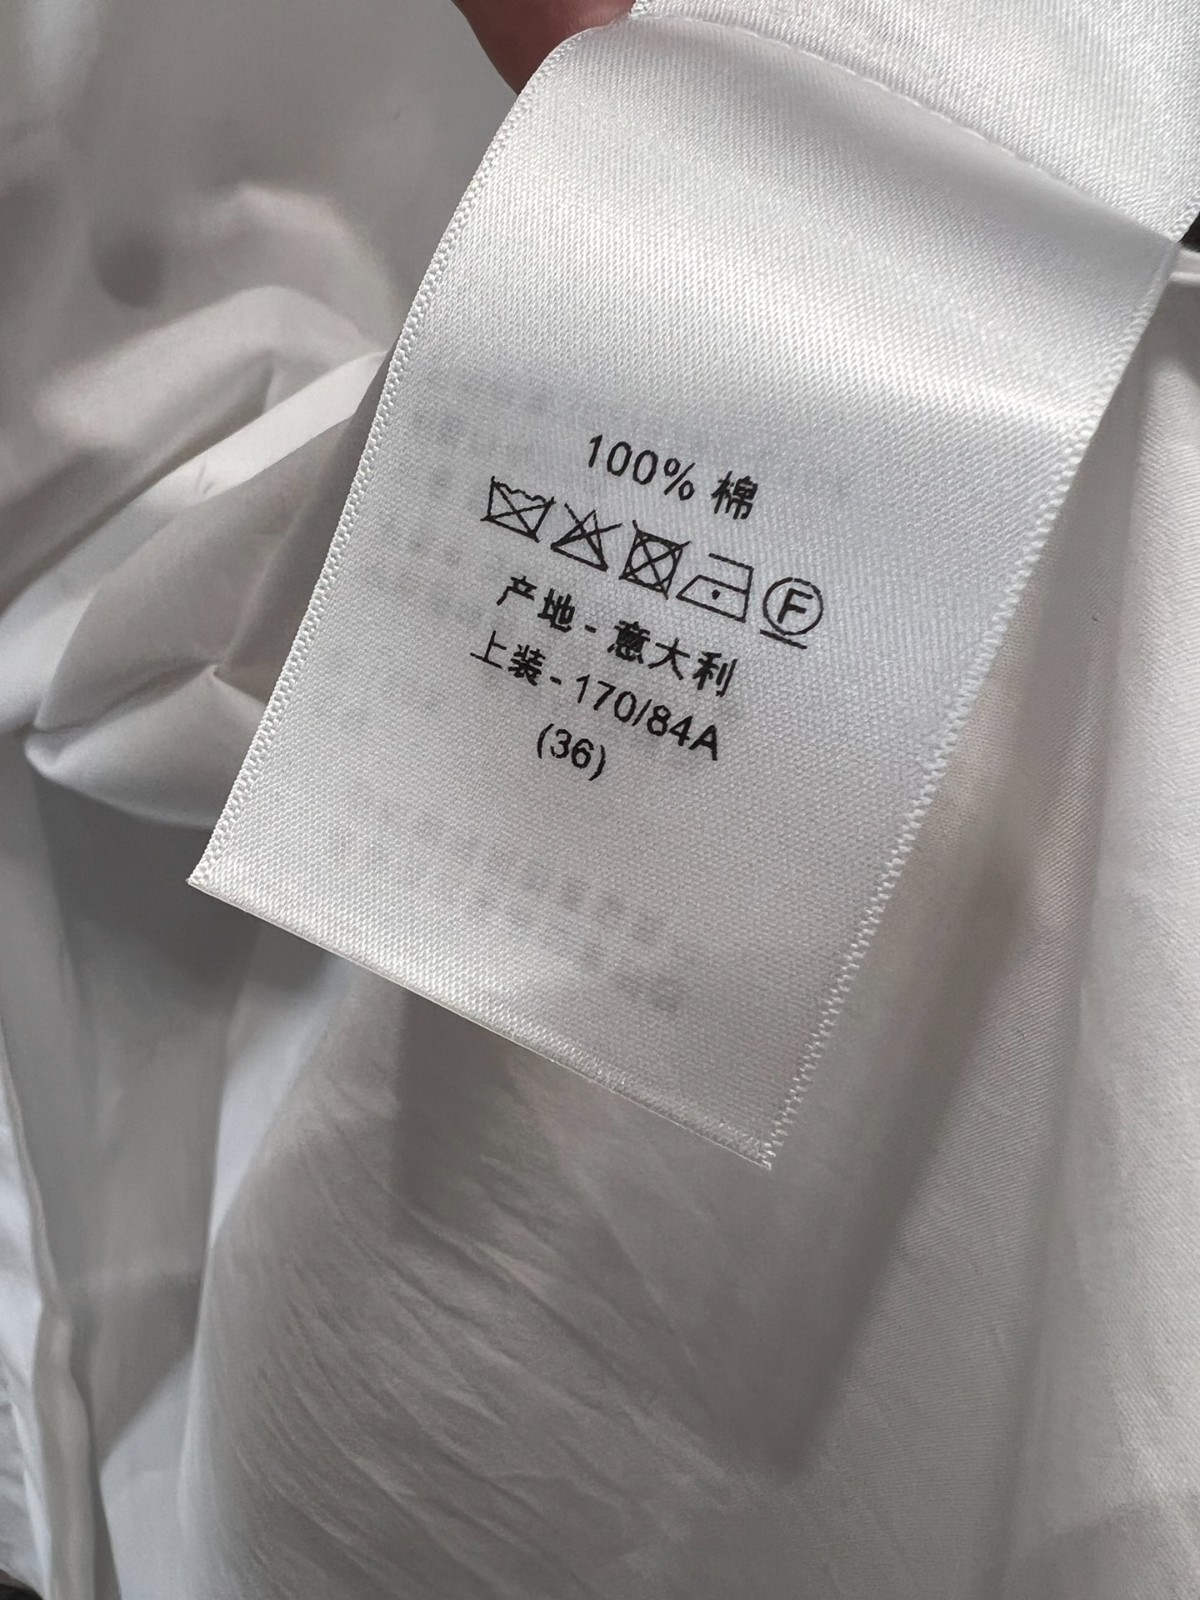 100% 棉
F
产地 - 意大利
上装 - 170/84A
(36)